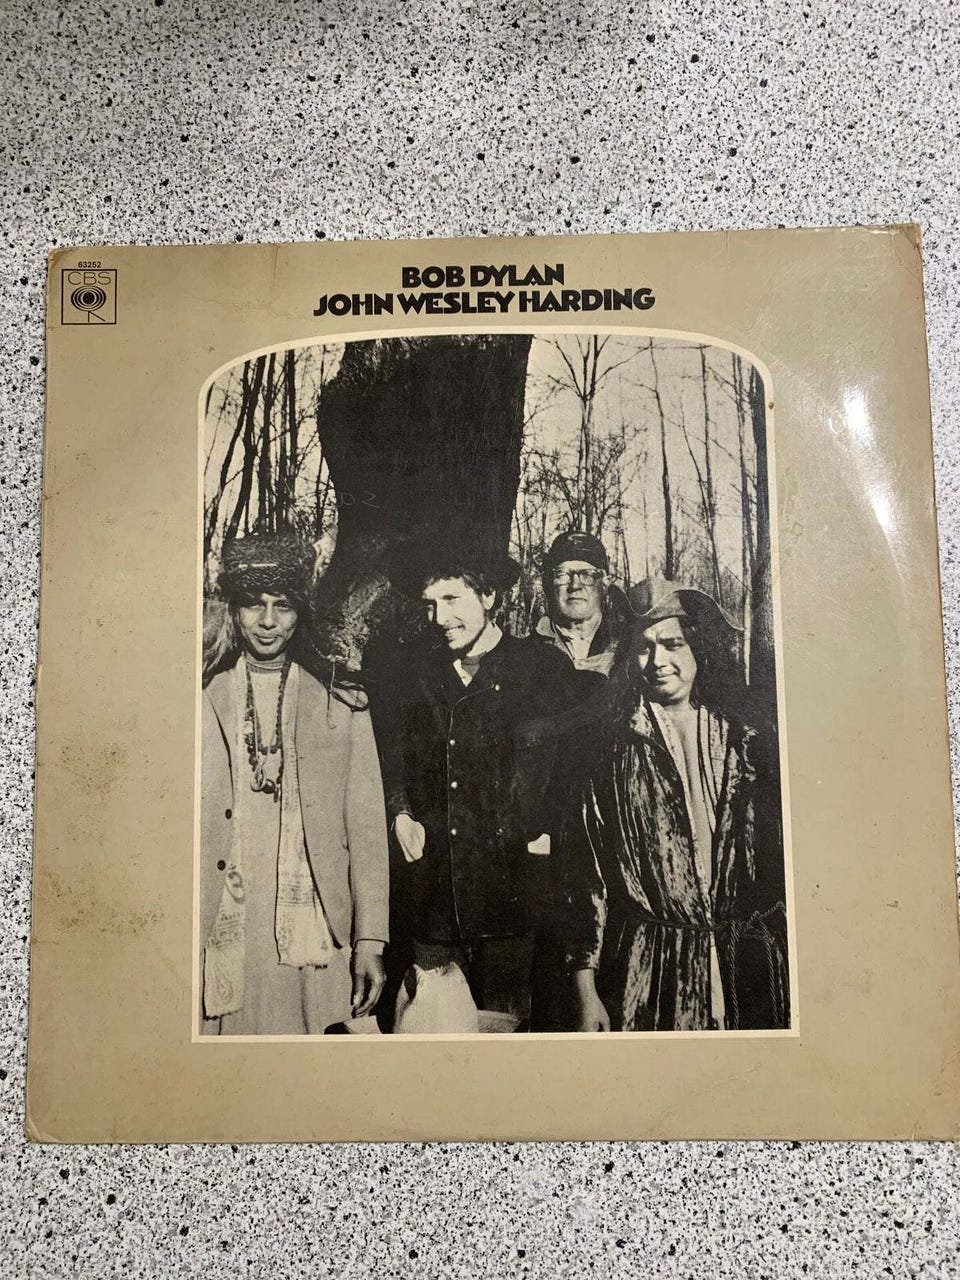 63252
CBS
BOB DYLAN
JOHN WESLEY HARDING